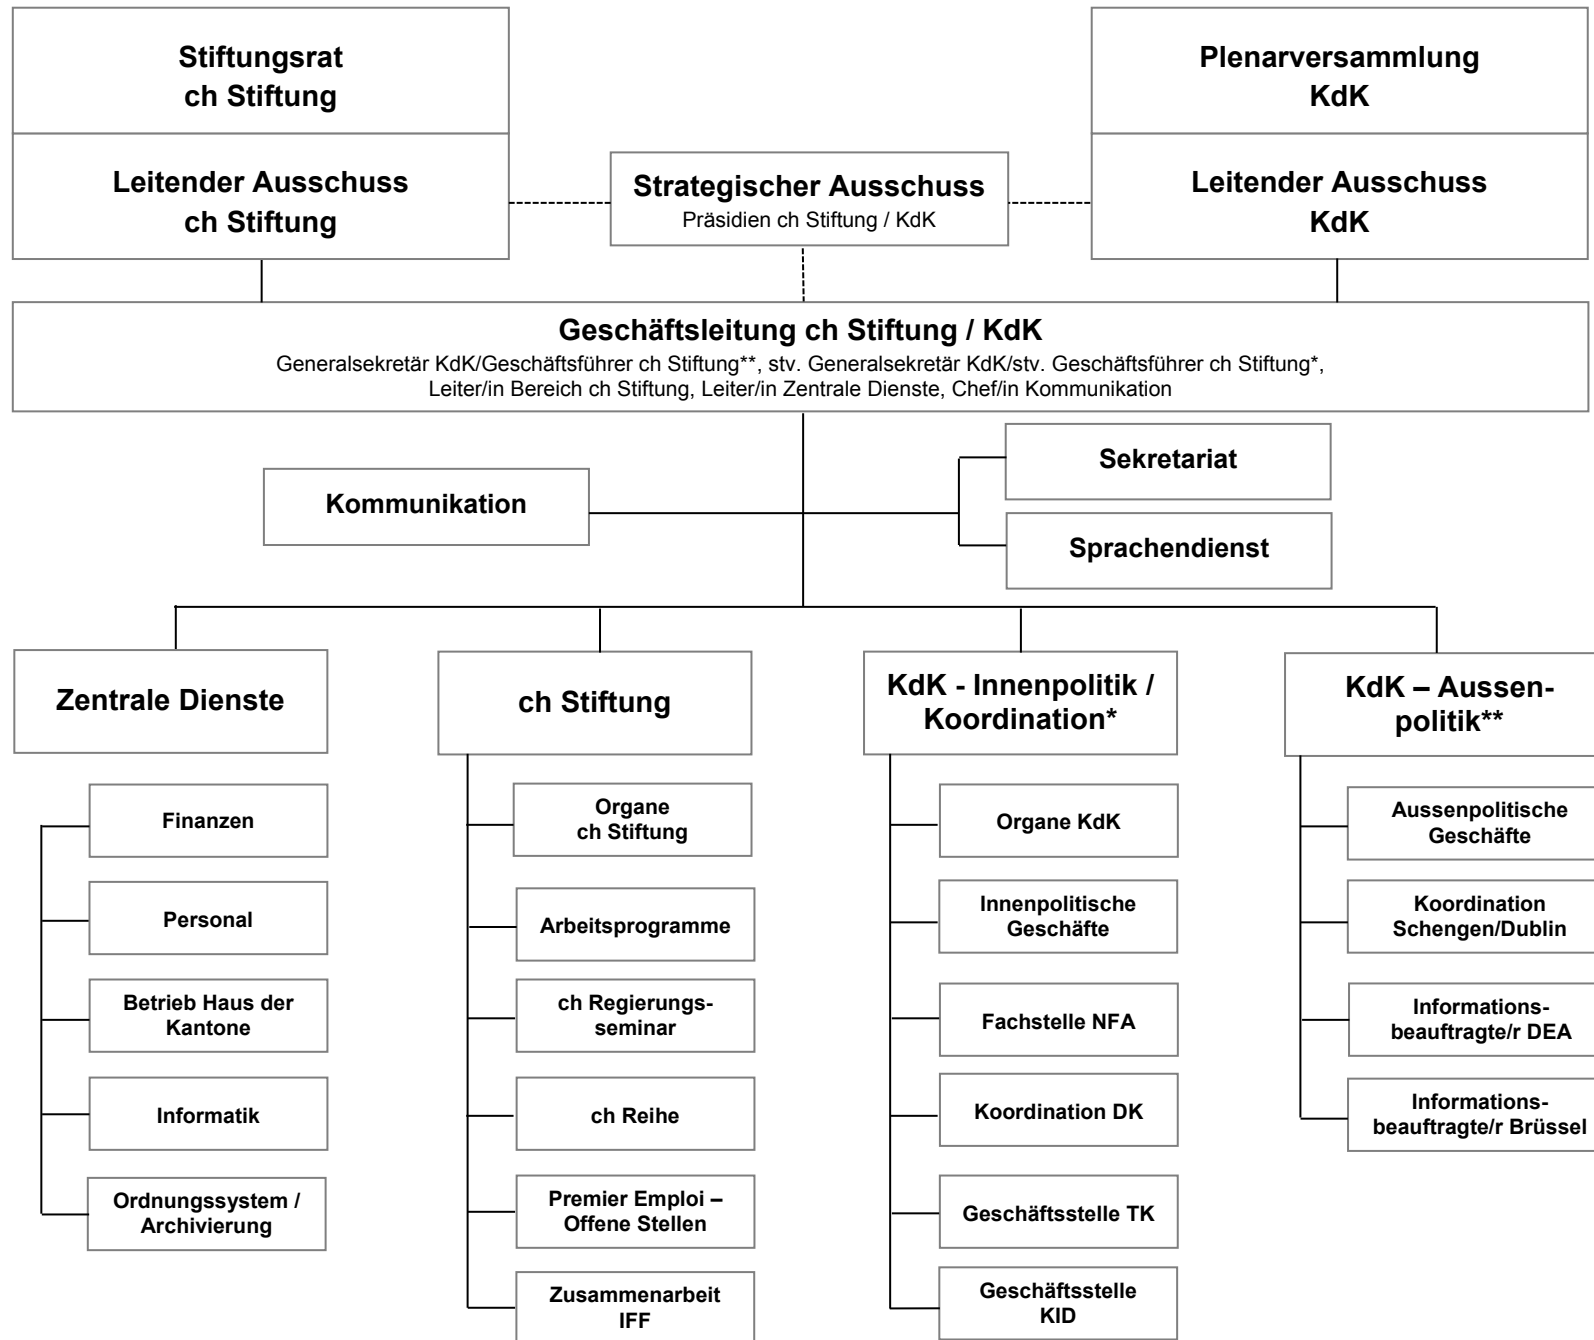 Stiftungsrat
ch Stiftung
Plenarversammlung
KdK
Leitender Ausschuss
ch Stiftung
Strategischer Ausschuss
Präsidien ch Stiftung / KdK
Leitender Ausschuss
KdK
Geschäftsleitung ch Stiftung / KdK
Generalsekretär KdK/Geschäftsführer ch Stiftung**, stv. Generalsekretär KdK/stv. Geschäftsführer ch Stiftung*,
Leiter/in Bereich ch Stiftung, Leiter/in Zentrale Dienste, Chef/in Kommunikation
Kommunikation
Sekretariat
Sprachendienst
Zentrale Dienste
Finanzen
Personal
Betrieb Haus der
Kantone
Informatik
Ordnungssystem /
Archivierung
ch Stiftung
Organe
ch Stiftung
Arbeitsprogramme
ch Regierungs-
seminar
ch Reihe
Premier Emploi –
Offene Stellen
Zusammenarbeit
IFF
KdK - Innenpolitik /
Koordination*
Organe KdK
Innenpolitische
Geschäfte
Fachstelle NFA
Koordination DK
Geschäftsstelle TK
Geschäftsstelle
KID
KdK – Aussen-
politik**
Aussenpolitische
Geschäfte
Koordination
Schengen/Dublin
Informations-
beauftragte/r DEA
Informations-
beauftragte/r Brüssel